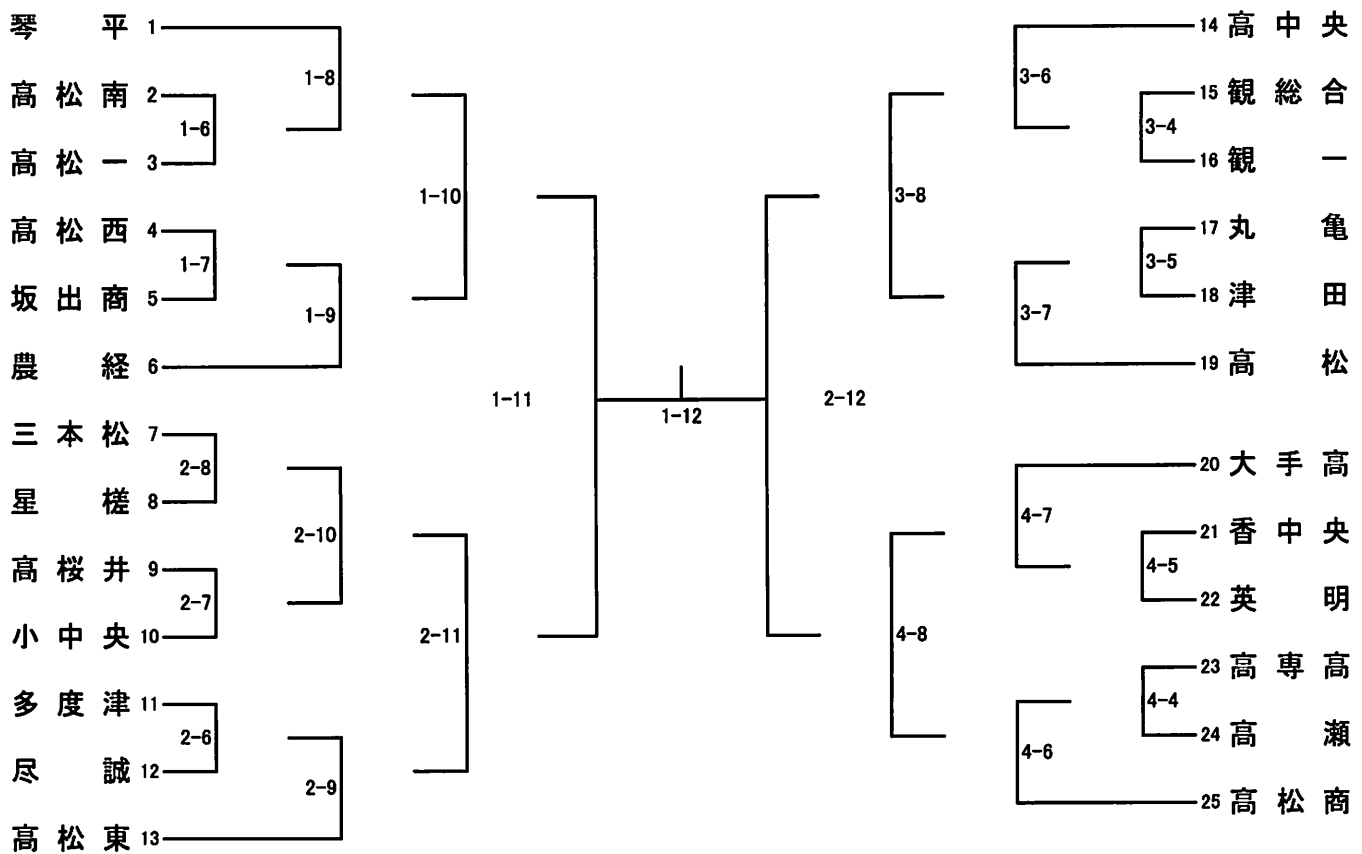 琴平 1
高松南 2
高松一 3
高松西 4
坂出商 5
農経 6
三本松 7
星槎 8
高桜井 9
小中央 10
多度津 11
尽誠 12
高松東 13
1-6
1-7
2-8
2-7
2-6
1-8
1-9
2-10
2-9
1-10
2-11
1-11
1-12
2-12
3-8
4-8
3-6
3-7
4-7
4-6
3-4
3-5
4-5
4-4
14 高中央
15 観総合
16 観一
17 丸亀
18 津田
19 高松
20 大手高
21 香中央
22 英明
23 高専高
24 高瀬
25 高松商